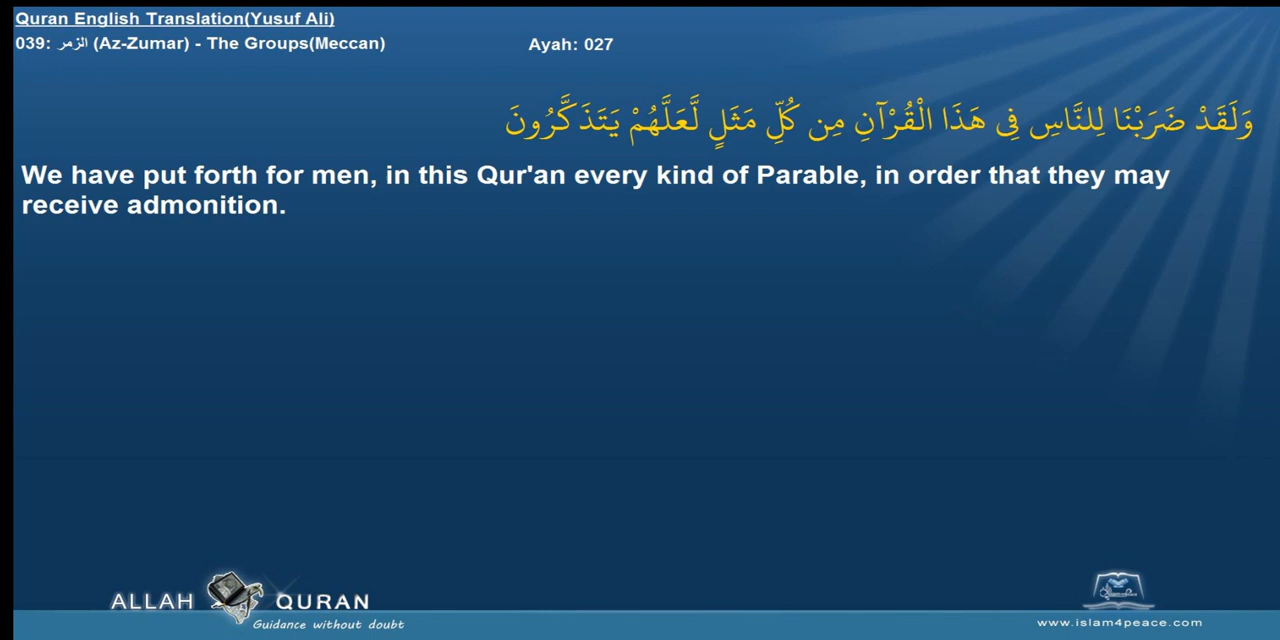 Quran English Translation(Yusuf Ali)
039: الزمر (Az-Zumar) - The Groups(Meccan) Ayah: 027
وَلَقَدْ ضَرَبْنَا لِلنَّاسِ فِي هَذَا الْقُرْآنِ مِن كُلِّ مَثَلٍ لَّعَلَّهُمْ يَتَذَكَّرُونَ
We have put forth for men, in this Qur'an every kind of Parable, in order that they may
receive admonition.
ALLAH QURAN
Guidance without doubt
www.islam4peace.com